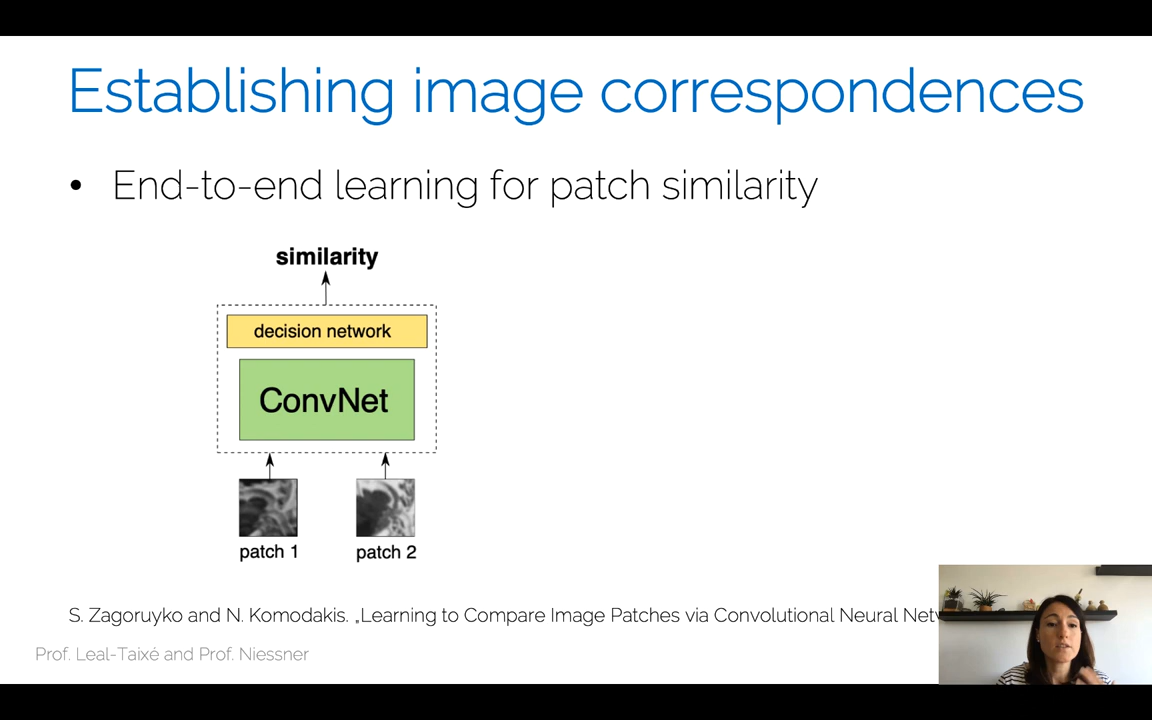 Establishing image correspondences
• End-to-end learning for patch similarity
similarity
decision network
ConvNet
patch 1 patch 2
S. Zagoruyko and N. Komodakis. „Learning to Compare Image Patches via Convolutional Neural
Prof. Leal-Taixé and Prof. Niessner